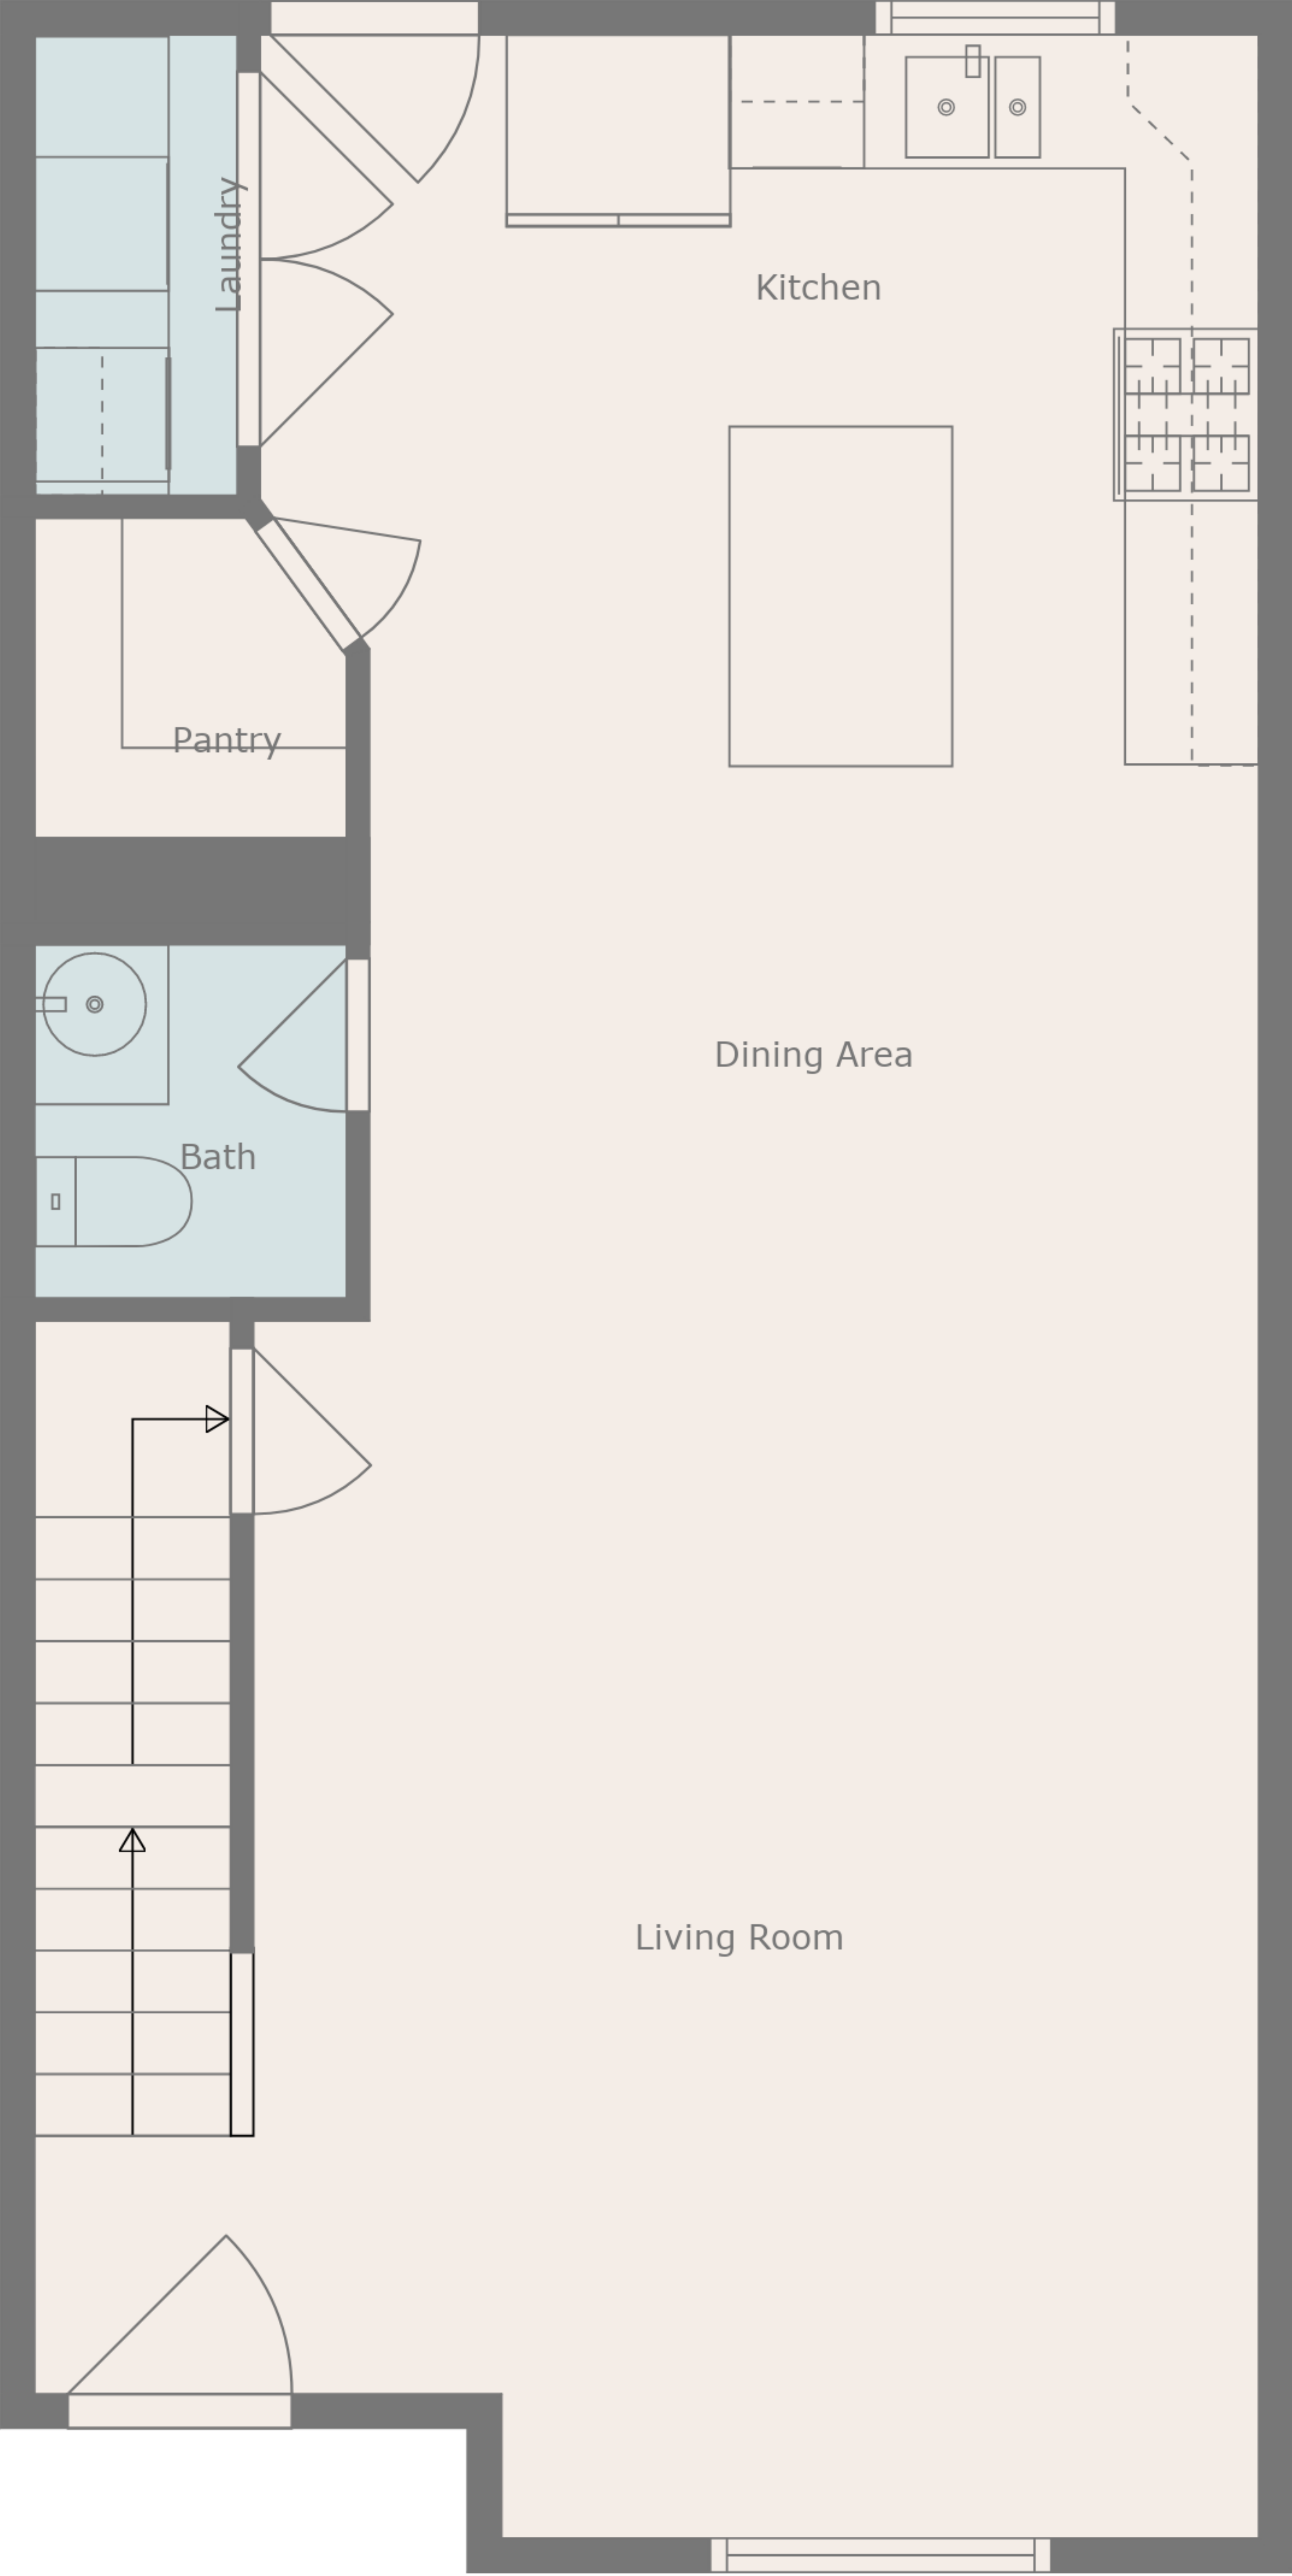 Laundry
Kitchen
Pantry
Dining Area
Bath
Living Room